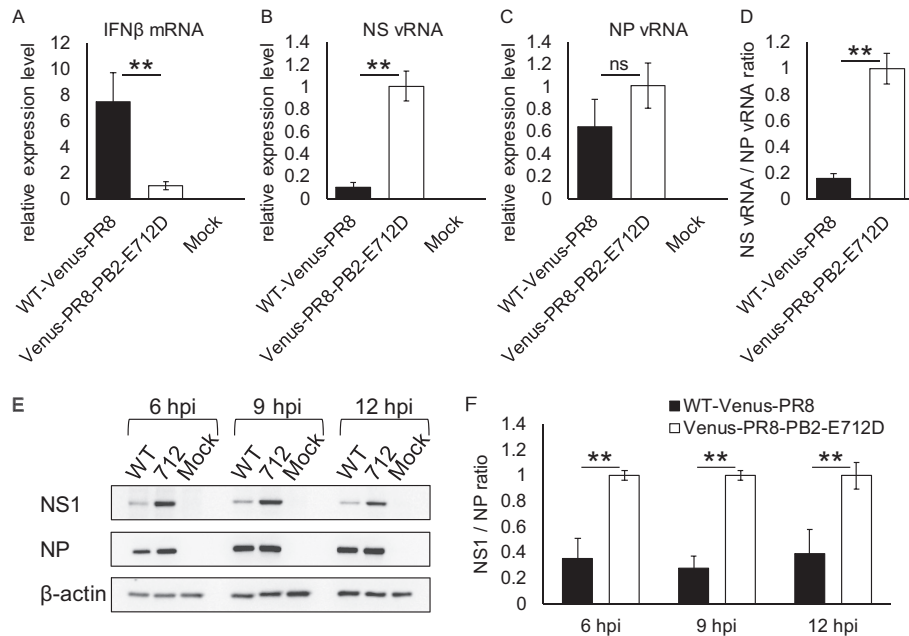 A
IFNβ mRNA
relative expression level
12
10
8
6
4
2
0
**
WT-Venus-PR8
Venus-PR8-PB2-E712D
Mock
B
NS vRNA
relative expression level
1.4
1.2
1
0.8
0.6
0.4
0.2
0
**
WT-Venus-PR8
Venus-PR8-PB2-E712D
Mock
C
NP vRNA
relative expression level
1.4
1.2
1
0.8
0.6
0.4
0.2
0
ns
WT-Venus-PR8
Venus-PR8-PB2-E712D
Mock
D
NS vRNA / NP vRNA ratio
1.2
1
0.8
0.6
0.4
0.2
0
**
WT-Venus-PR8
Venus-PR8-PB2-E712D
E
6 hpi
9 hpi
12 hpi
WT
712
Mock
WT
712
Mock
WT
712
Mock
NS1
NP
β-actin
F
WT-Venus-PR8
Venus-PR8-PB2-E712D
NS1 / NP ratio
1.4
1.2
1
0.8
0.6
0.4
0.2
0
**
**
**
6 hpi
9 hpi
12 hpi